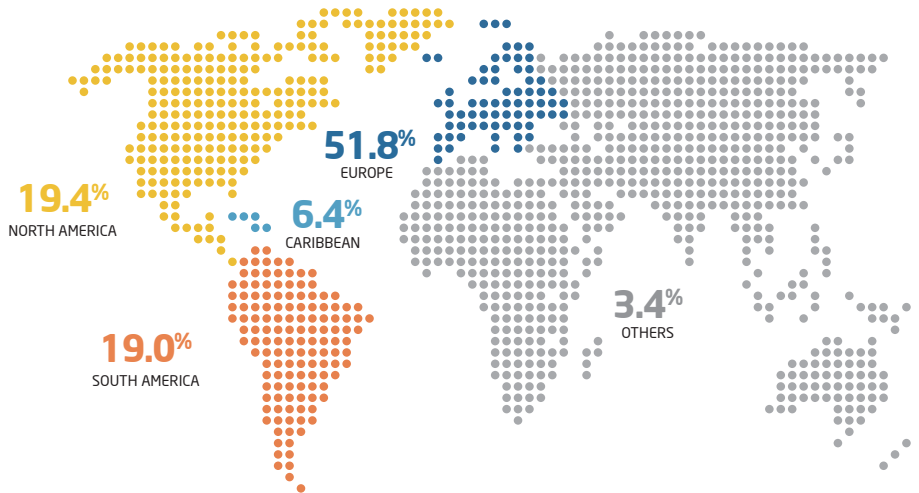 51.8%
EUROPE
19.4%
NORTH AMERICA
6.4%
CARIBBEAN
3.4%
OTHERS
19.0%
SOUTH AMERICA